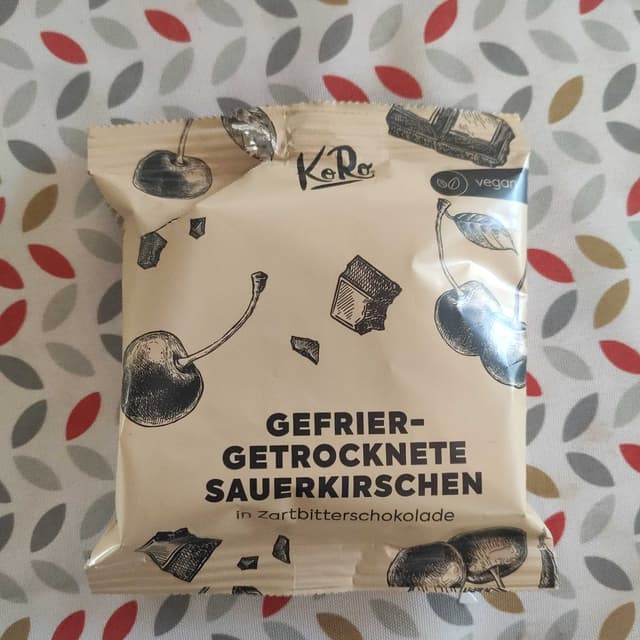 KoRo
vegan
GEFRIER-
GETROCKNETE
SAUERKIRSCHEN
in Zartbitterschokolade